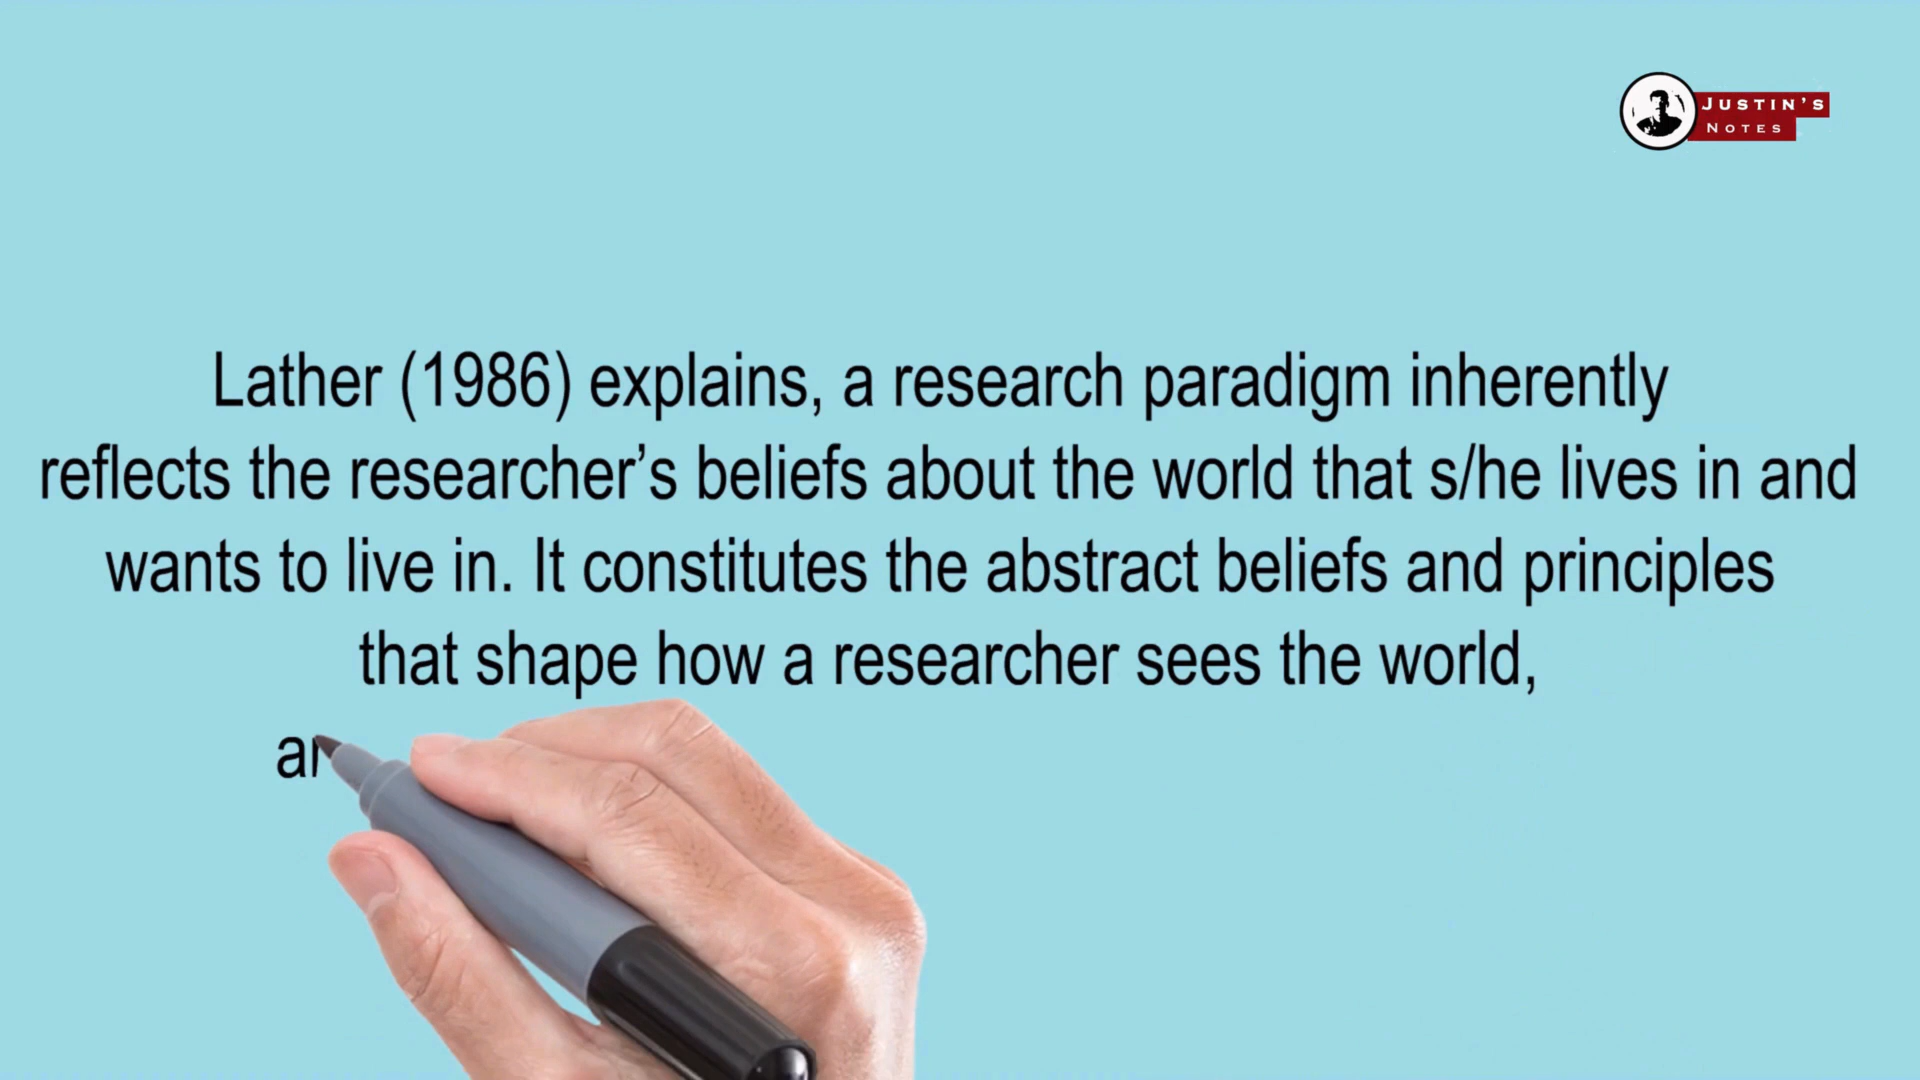 JUSTIN'S
NOTES
Lather (1986) explains, a research paradigm inherently
reflects the researcher’s beliefs about the world that s/he lives in and
wants to live in. It constitutes the abstract beliefs and principles
that shape how a researcher sees the world,